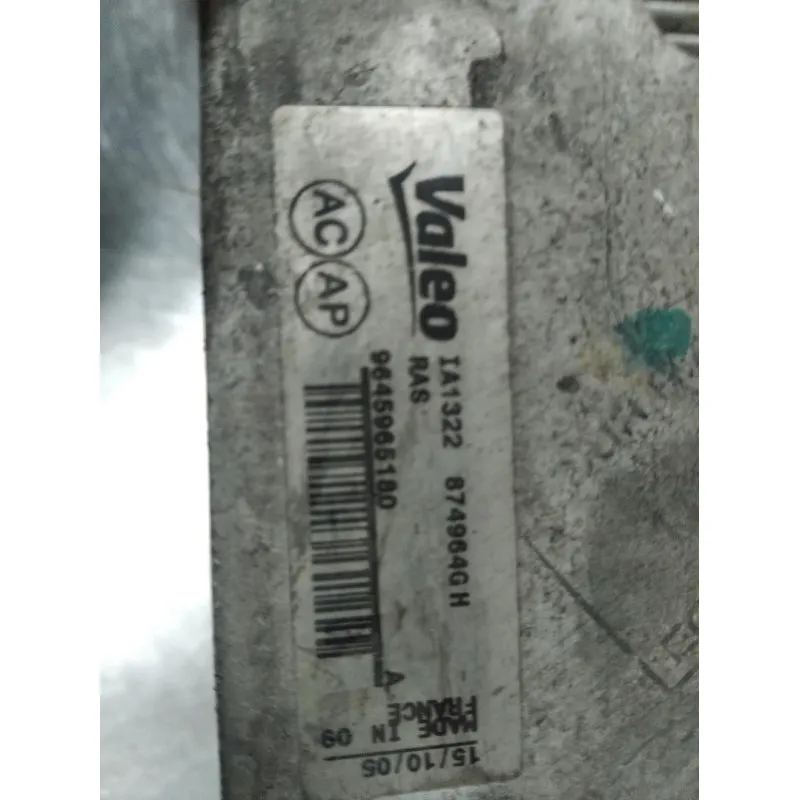 Valeo
AC
AP
IA1322 874964GH
RAS
9645965180
A
MADE IN
FRANCE
09
15/10/05